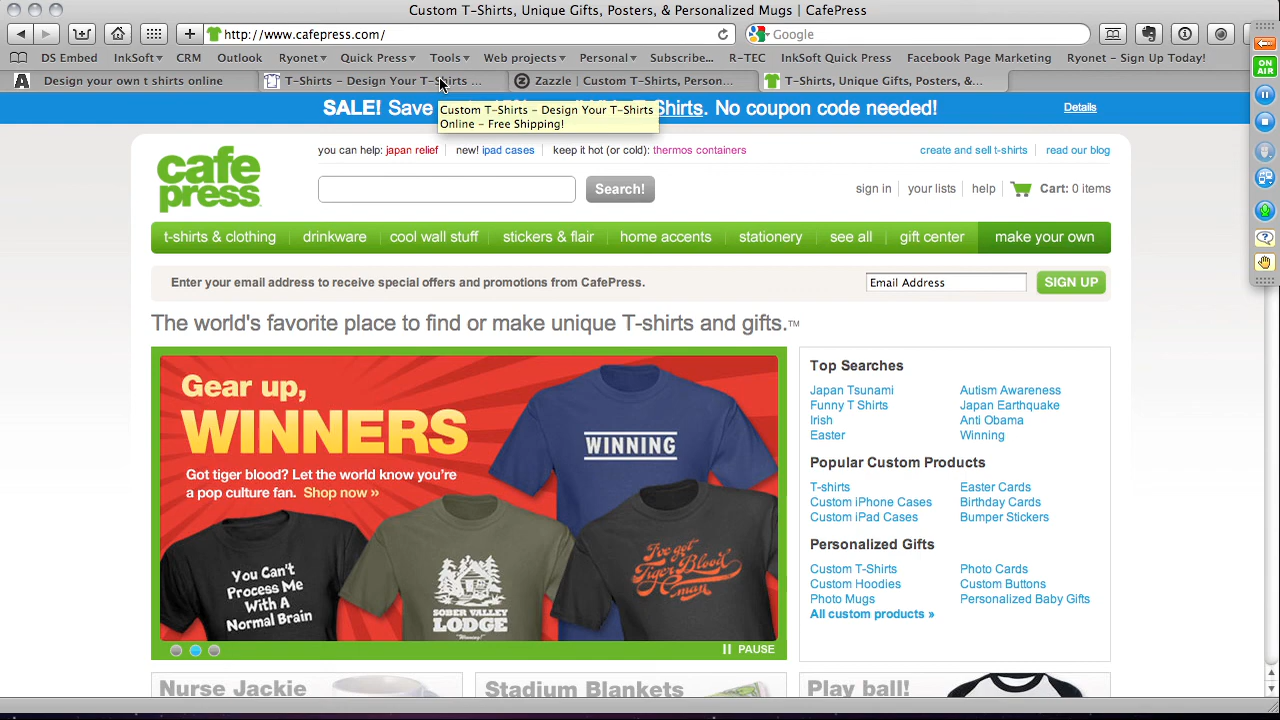 Custom T-Shirts, Unique Gifts, Posters, & Personalized Mugs | CafePress
http://www.cafepress.com/
Google
DS Embed InkSoft CRM Outlook Ryonet Quick Press Tools Web projects Personal Subscribe... R-TEC InkSoft Quick Press Facebook Page Marketing Ryonet - Sign Up Today!
Design your own t shirts online
T-Shirts - Design Your T-Shirts ...
Zazzle | Custom T-Shirts, Person...
T-Shirts, Unique Gifts, Posters, &...
ON AIR
SALE! Save Shirts. No coupon code needed!
Details
Custom T-Shirts - Design Your T-Shirts
Online - Free Shipping!
cafe
press
you can help: japan relief new! ipad cases keep it hot (or cold): thermos containers
create and sell t-shirts read our blog
Search!
sign in your lists help Cart: 0 items
t-shirts & clothing drinkware cool wall stuff stickers & flair home accents stationery see all gift center make your own
Enter your email address to receive special offers and promotions from CafePress.
Email Address
SIGN UP
The world's favorite place to find or make unique T-shirts and gifts.™
Gear up,
WINNERS
Got tiger blood? Let the world know you're
a pop culture fan. Shop now »
WINNING
You Can't
Process Me
With A
Normal Brain
SOBER VALLEY
LODGE
"Winning!"
I've got
Tiger Blood
man
PAUSE
Top Searches
Japan Tsunami Autism Awareness
Funny T Shirts Japan Earthquake
Irish Anti Obama
Easter Winning
Popular Custom Products
T-shirts Easter Cards
Custom iPhone Cases Birthday Cards
Custom iPad Cases Bumper Stickers
Personalized Gifts
Custom T-Shirts Photo Cards
Custom Hoodies Custom Buttons
Photo Mugs Personalized Baby Gifts
All custom products »
Nurse Jackie
Stadium Blankets
Play ball!